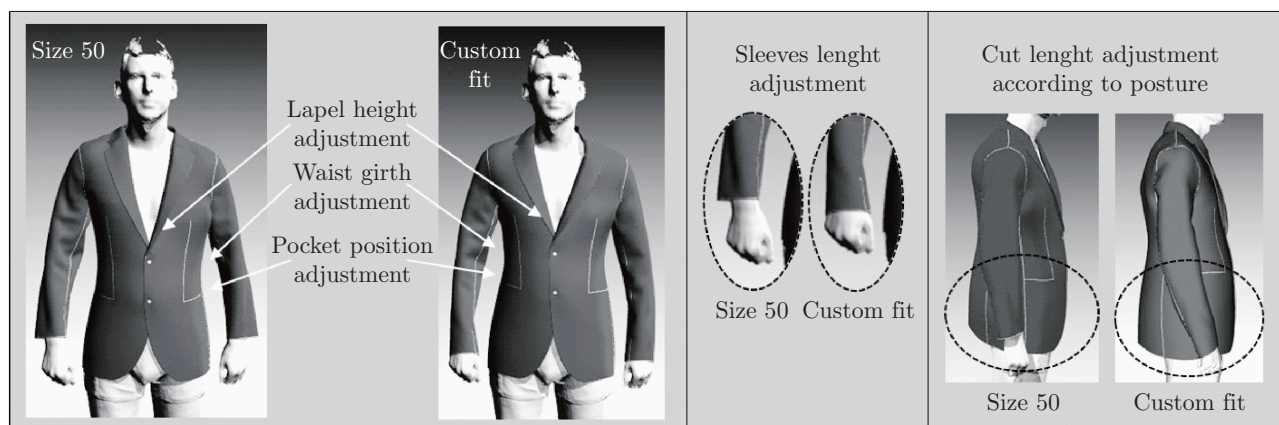 Size 50
Custom
fit
Lapel height
adjustment
Waist girth
adjustment
Pocket position
adjustment
Sleeves lenght
adjustment
Size 50
Custom fit
Cut lenght adjustment
according to posture
Size 50
Custom fit